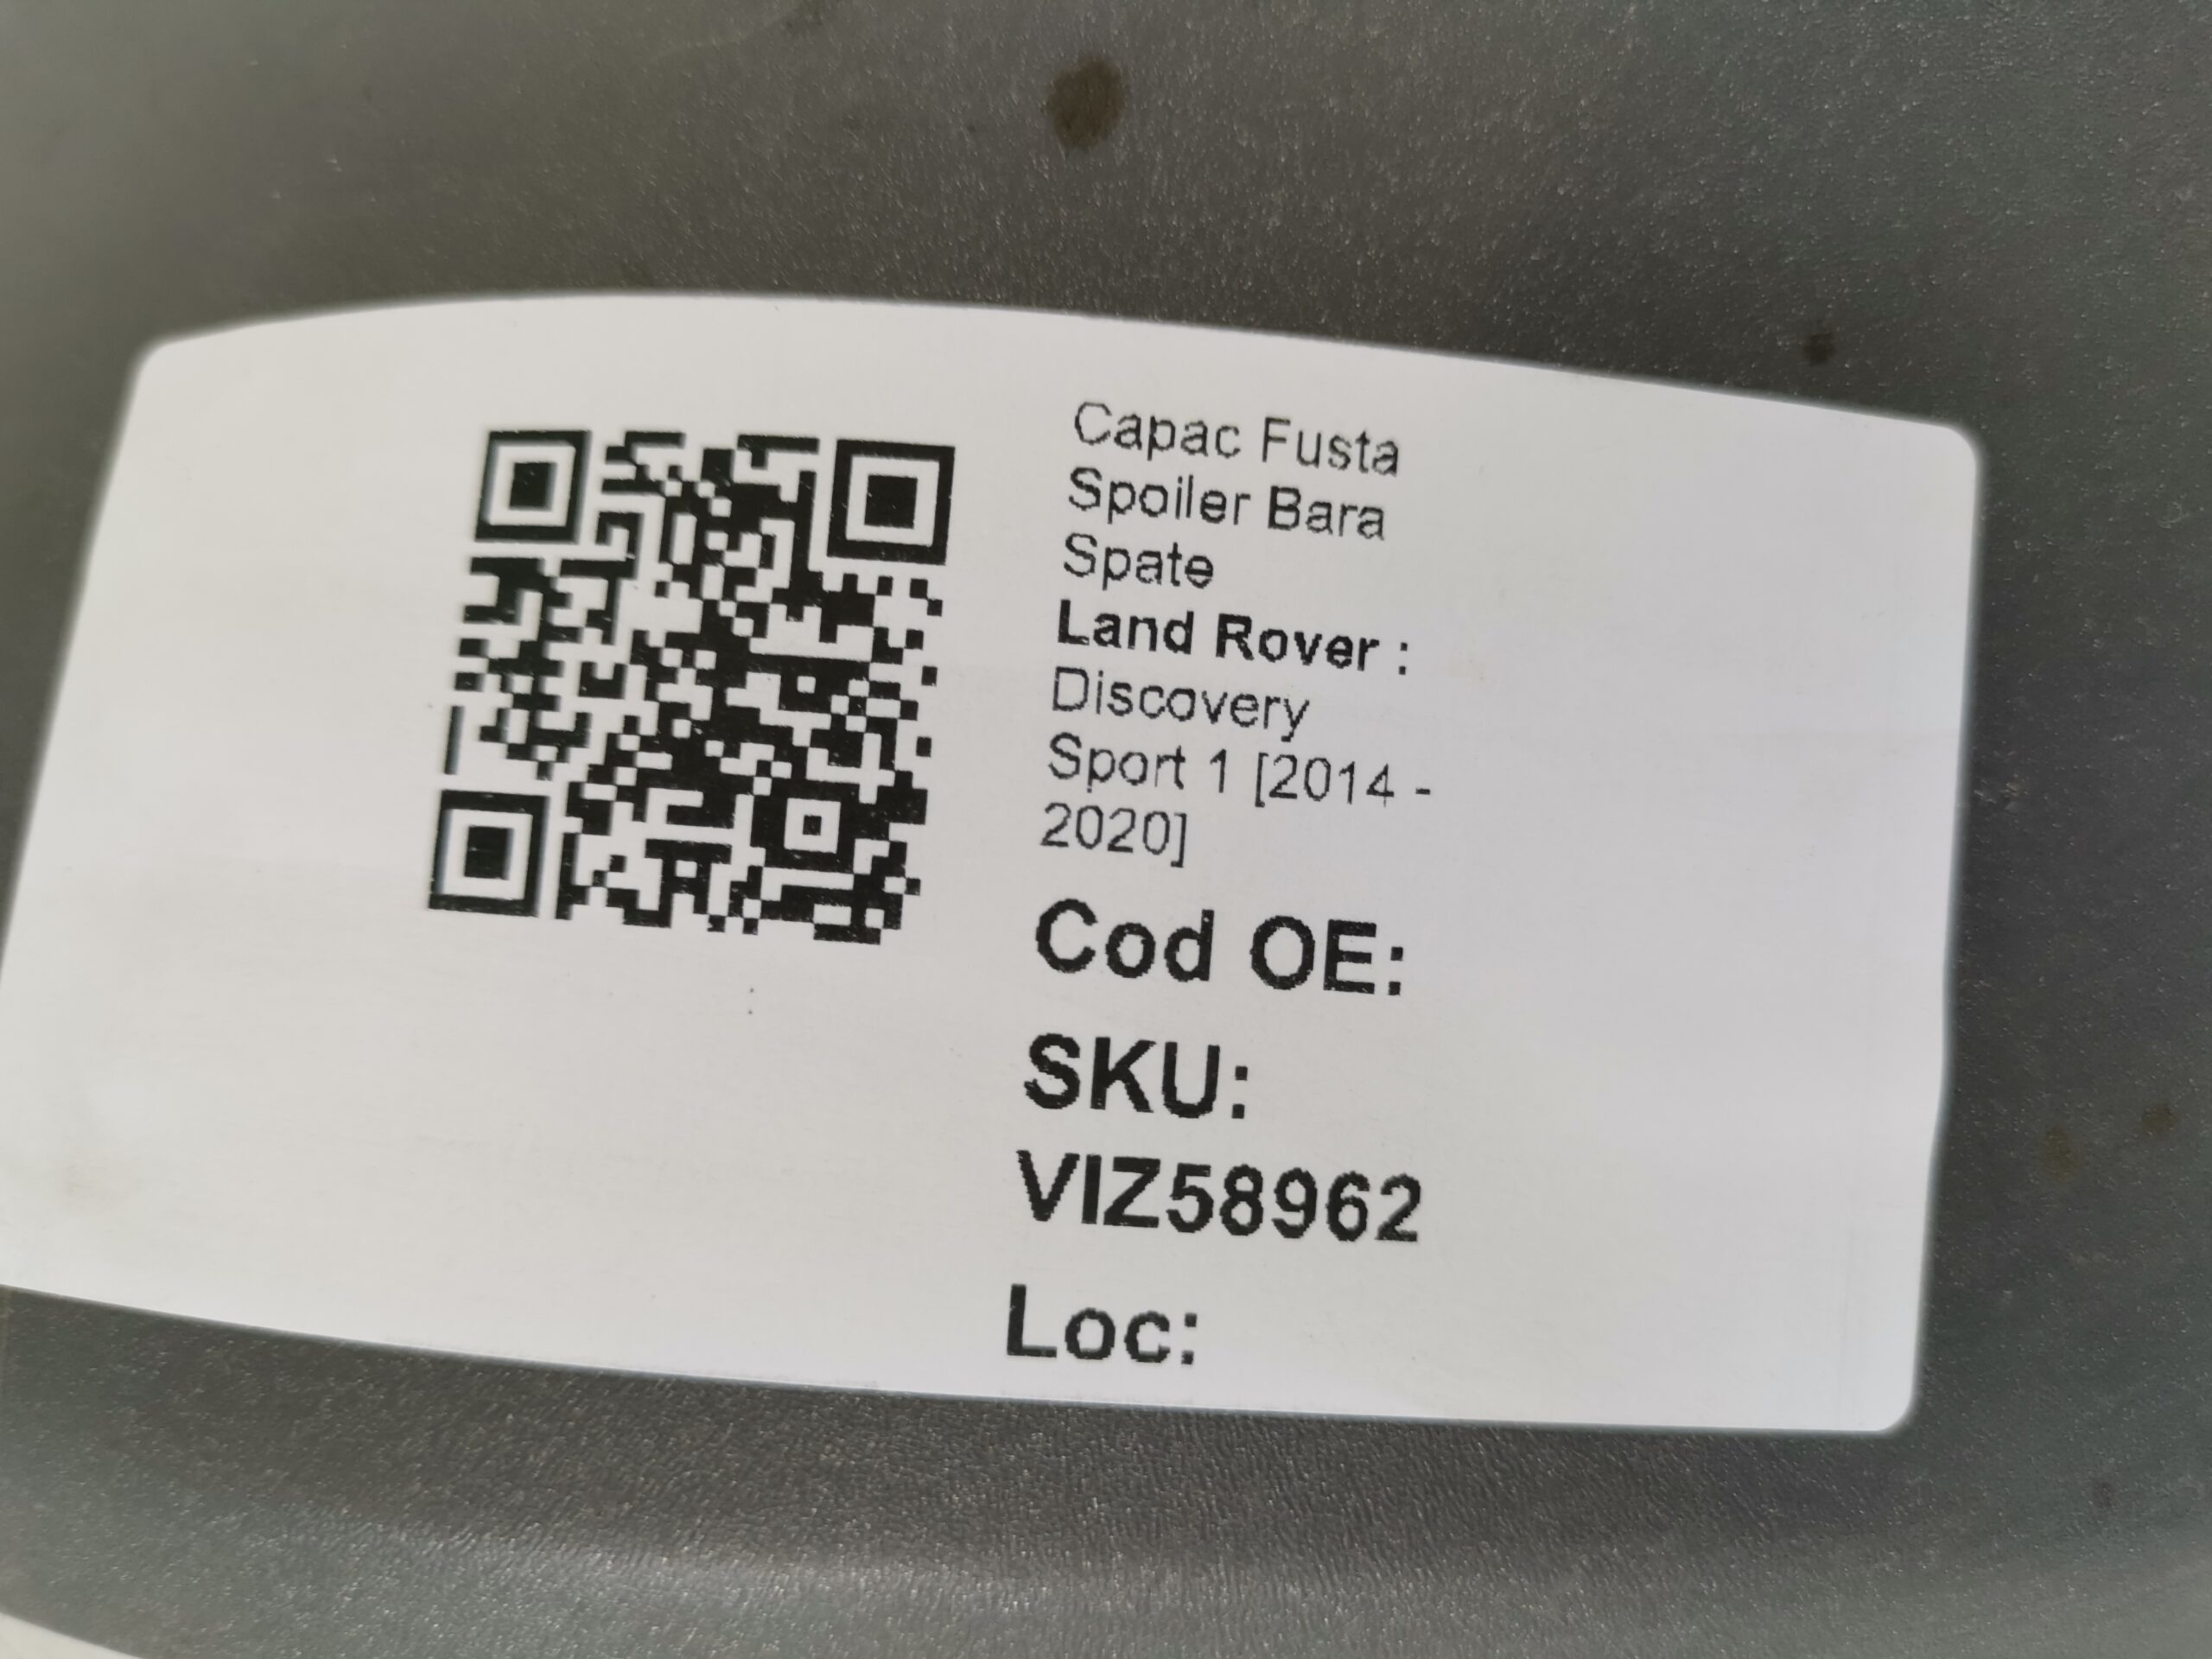 Capac Fusta
Spoiler Bara
Spate
Land Rover :
Discovery
Sport 1 [2014 -
2020]
Cod OE:
SKU:
VIZ58962
Loc: